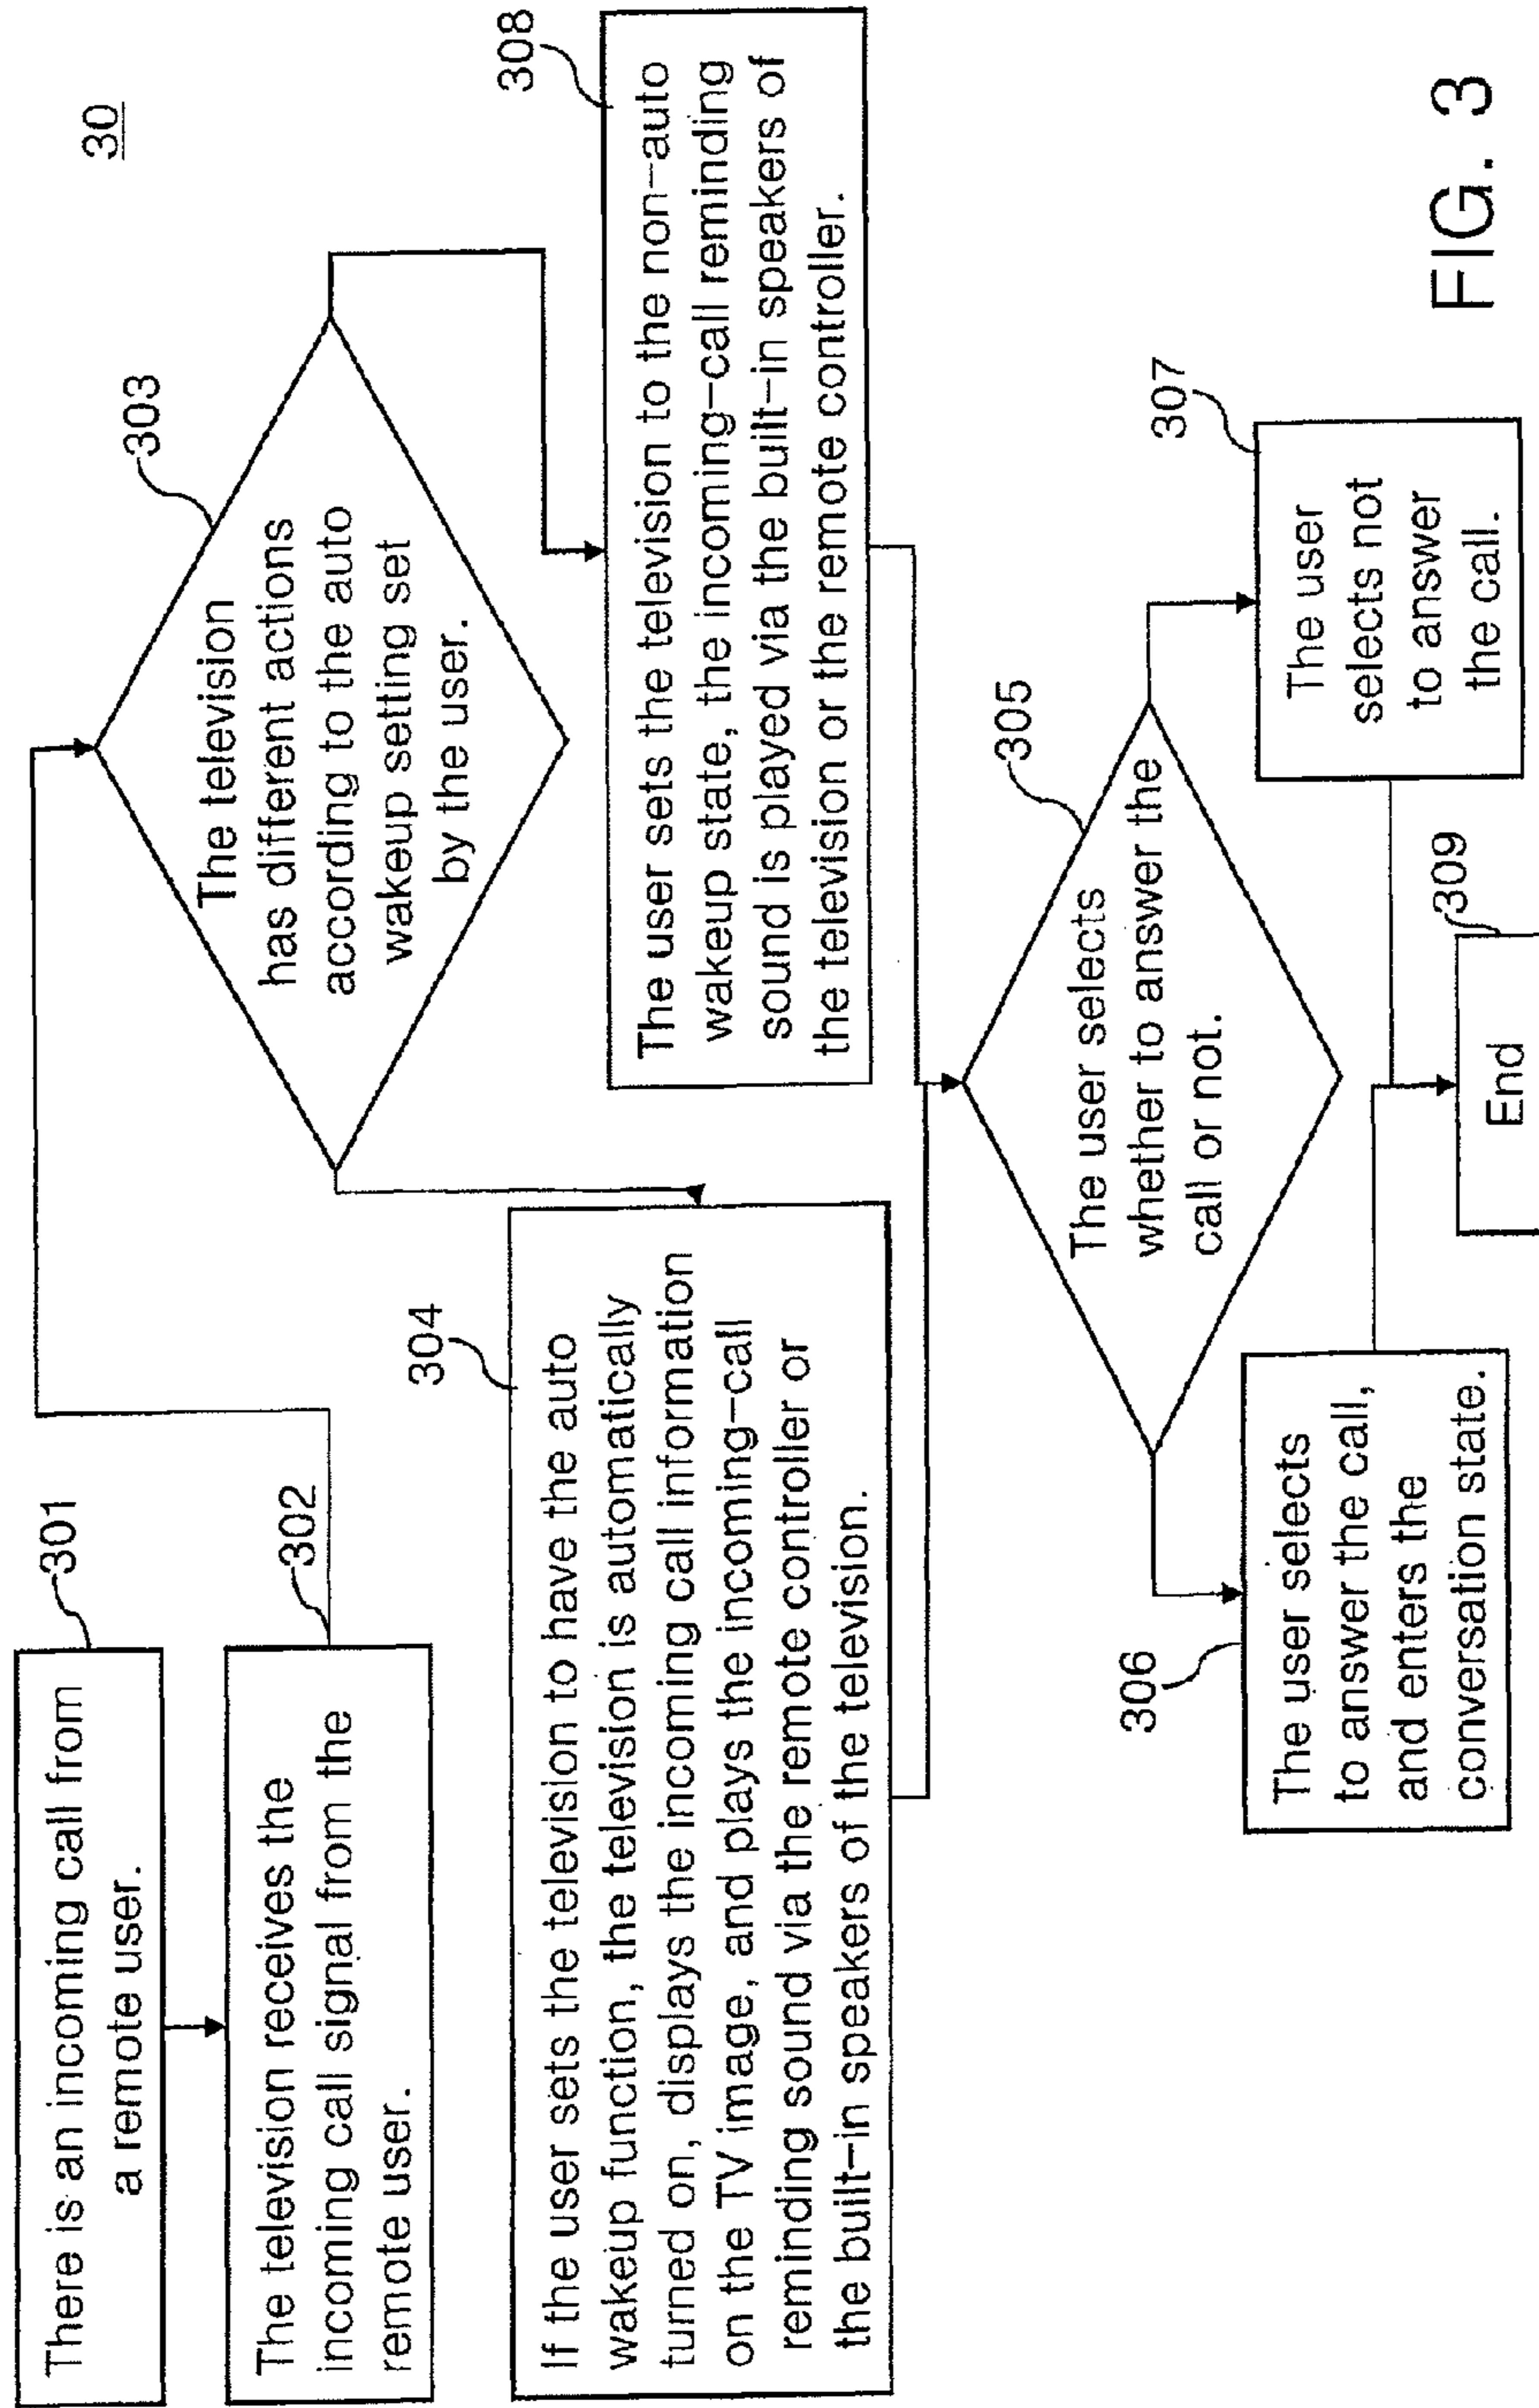 30
301
There is an incoming call from
a remote user.
302
The television receives the
incoming call signal from the
remote user.
303
The television
has different actions
according to the auto
wakeup setting set
by the user.
304
If the user sets the television to have the auto
wakeup function, the television is automatically
turned on, displays the incoming call information
on the TV image, and plays the incoming-call
reminding sound via the remote controller or
the built-in speakers of the television.
308
The user sets the television to the non-auto
wakeup state, the incoming-call reminding
sound is played via the built-in speakers of
the television or the remote controller.
305
The user selects
whether to answer the
call or not.
306
The user selects
to answer the call,
and enters the
conversation state.
307
The user
selects not
to answer
the call.
309
End
FIG. 3